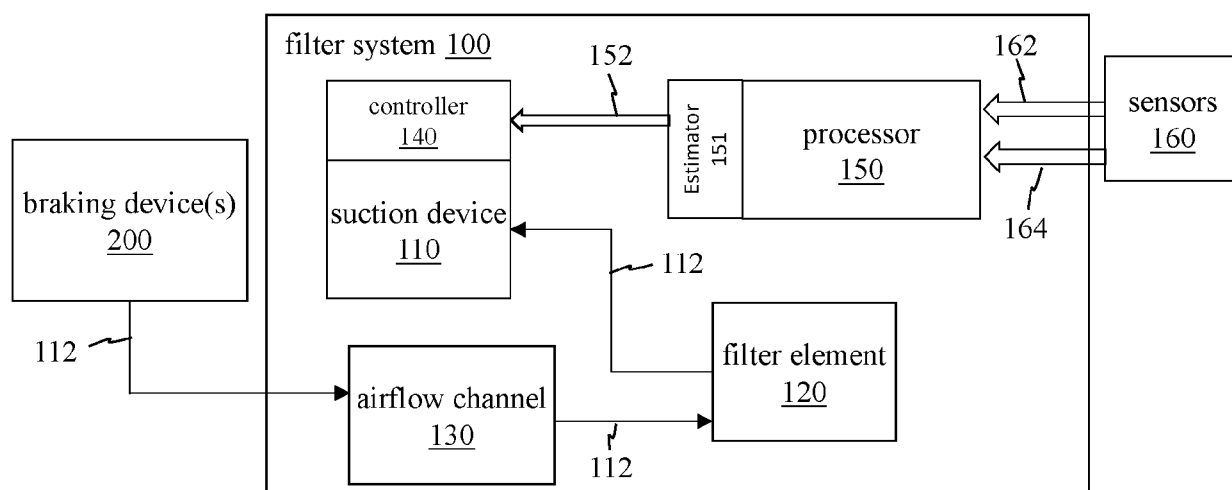 filter system 100
152
162
controller
140
Estimator
151
processor
150
sensors
160
164
braking device(s)
200
suction device
110
112
112
filter element
120
airflow channel
130
112